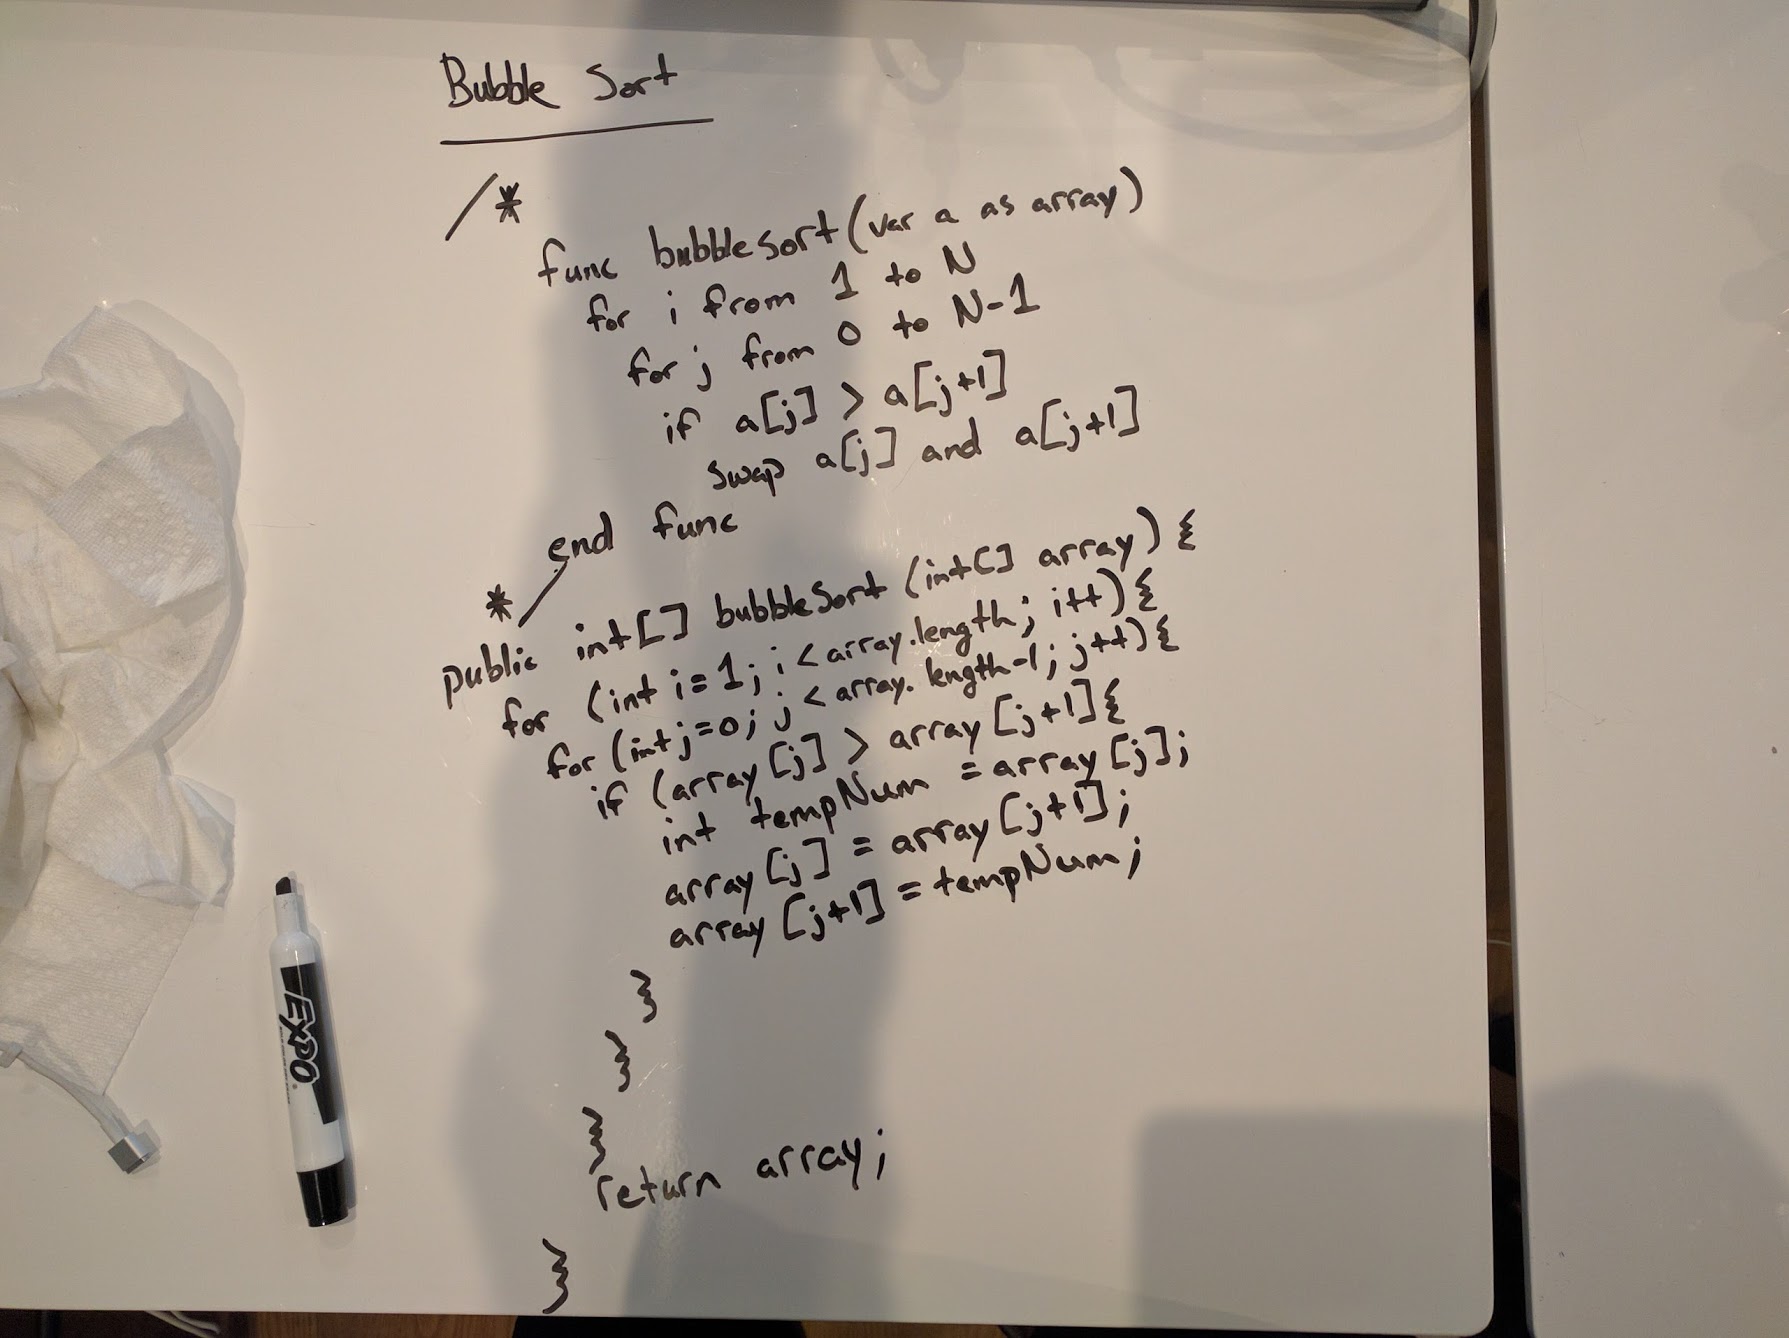 Bubble Sort
/*
func bubbleSort(var a as array)
for i from 1 to N
for j from 0 to N-1
if a[j] > a[j+1]
swap a[j] and a[j+1]
end func
*/
public int[] bubbleSort (int[] array) {
for (int i=1; i < array.length; i++){
for (int j=0; j < array.length-1; j++){
if (array[j] > array[j+1]{
int tempNum = array[j];
array[j] = array[j+1];
array[j+1] = tempNum;
}
}
}
return array;
}
EXPO